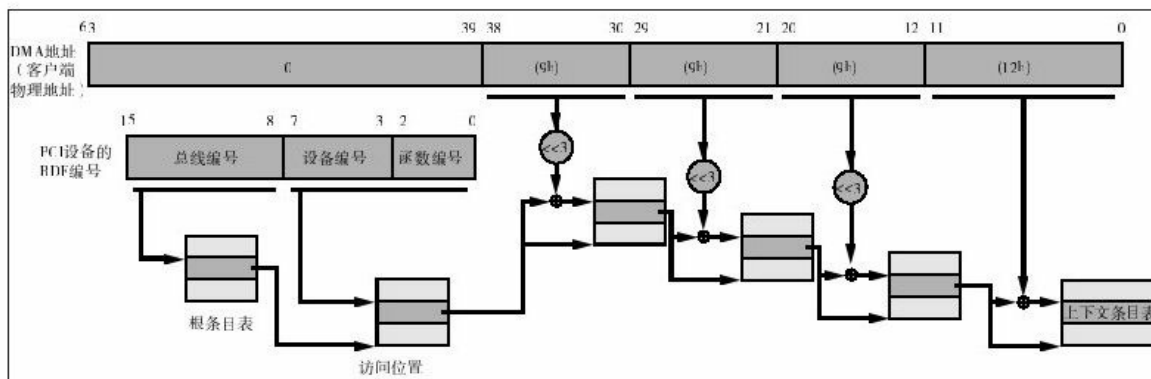 63 39 38 30 29 21 20 12 11 0
DMA地址
（客户端
物理地址）
0 (9b) (9b) (9b) (12b)
15 8 7 3 2 0
PCI设备的
BDF编号
总线编号 设备编号 函数编号
<<3
<<3
<<3
根条目表
访问位置
上下文条目表